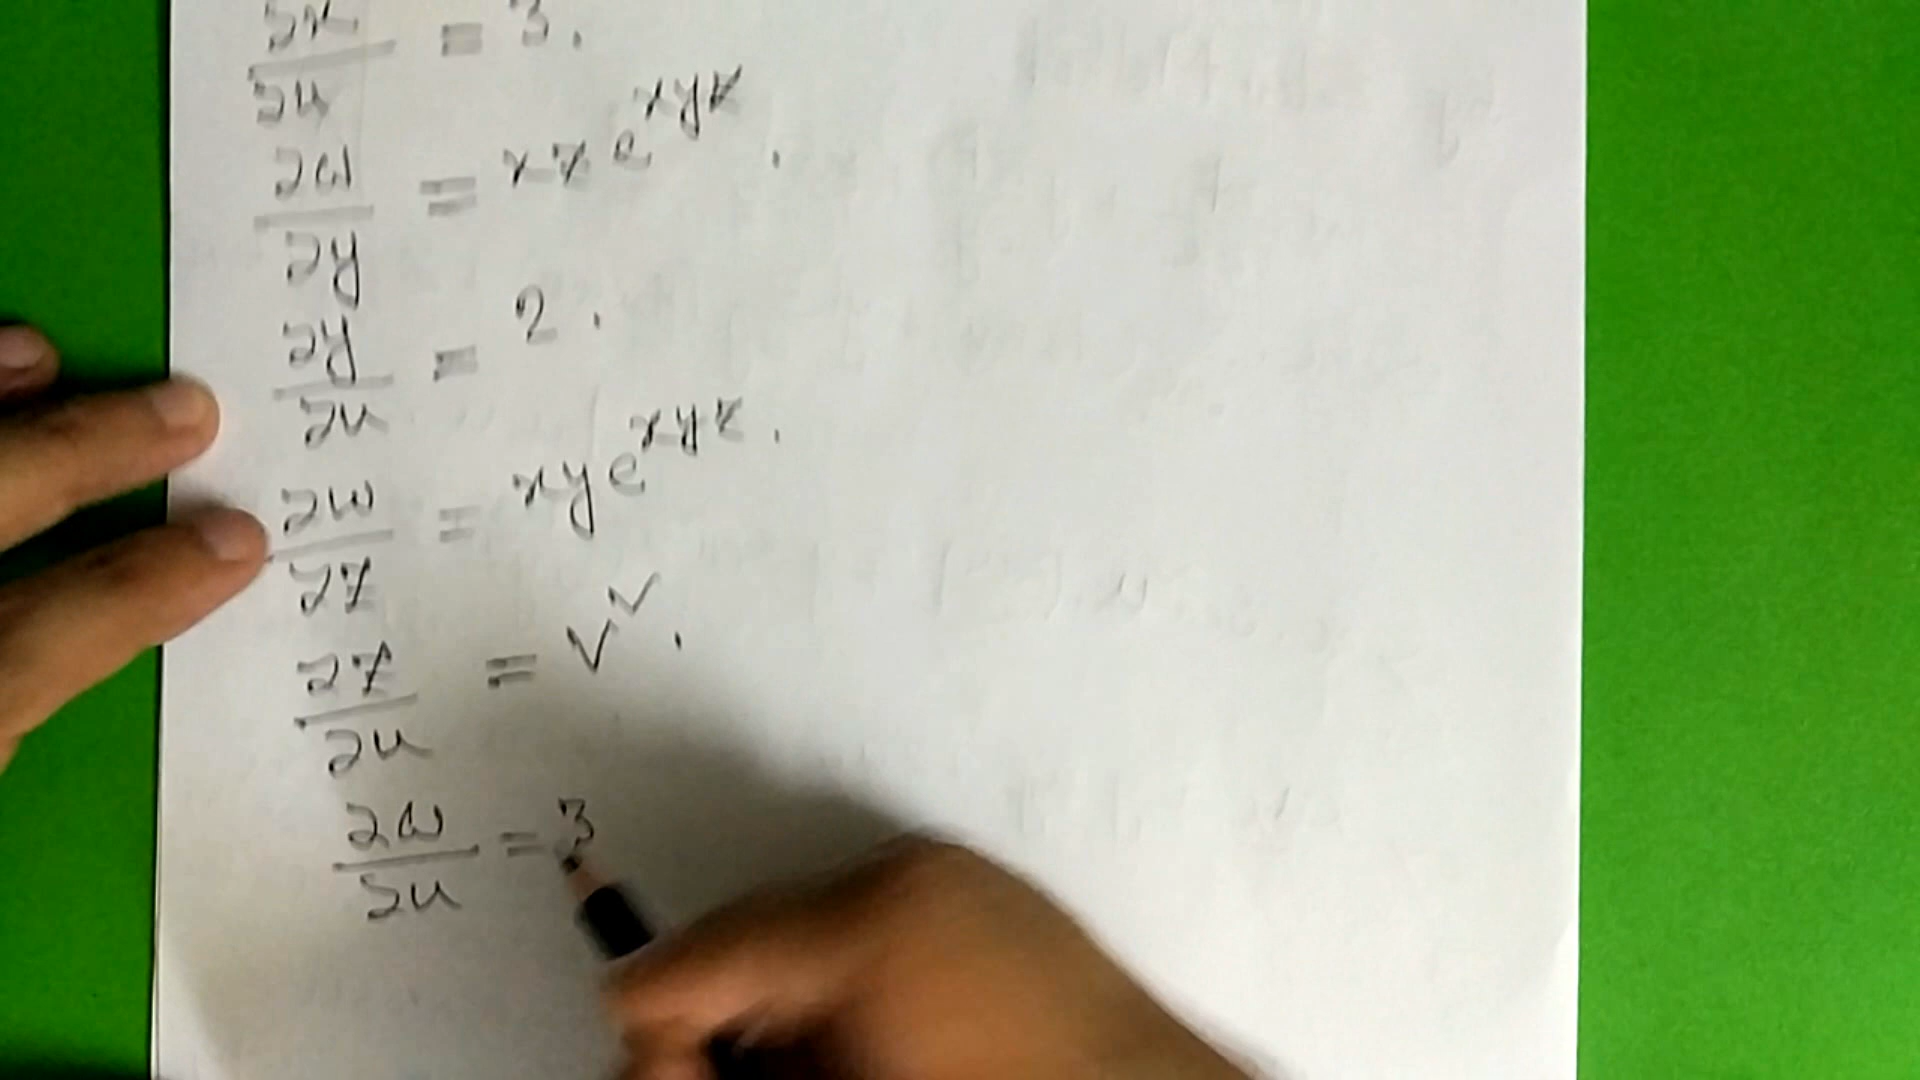 ∂x/∂u = 3.
∂ω/∂y = xz e^xyz.
∂y/∂u = 2.
∂w/∂z = xy e^xyz.
∂z/∂u = v^v.
∂ω/∂u = 3